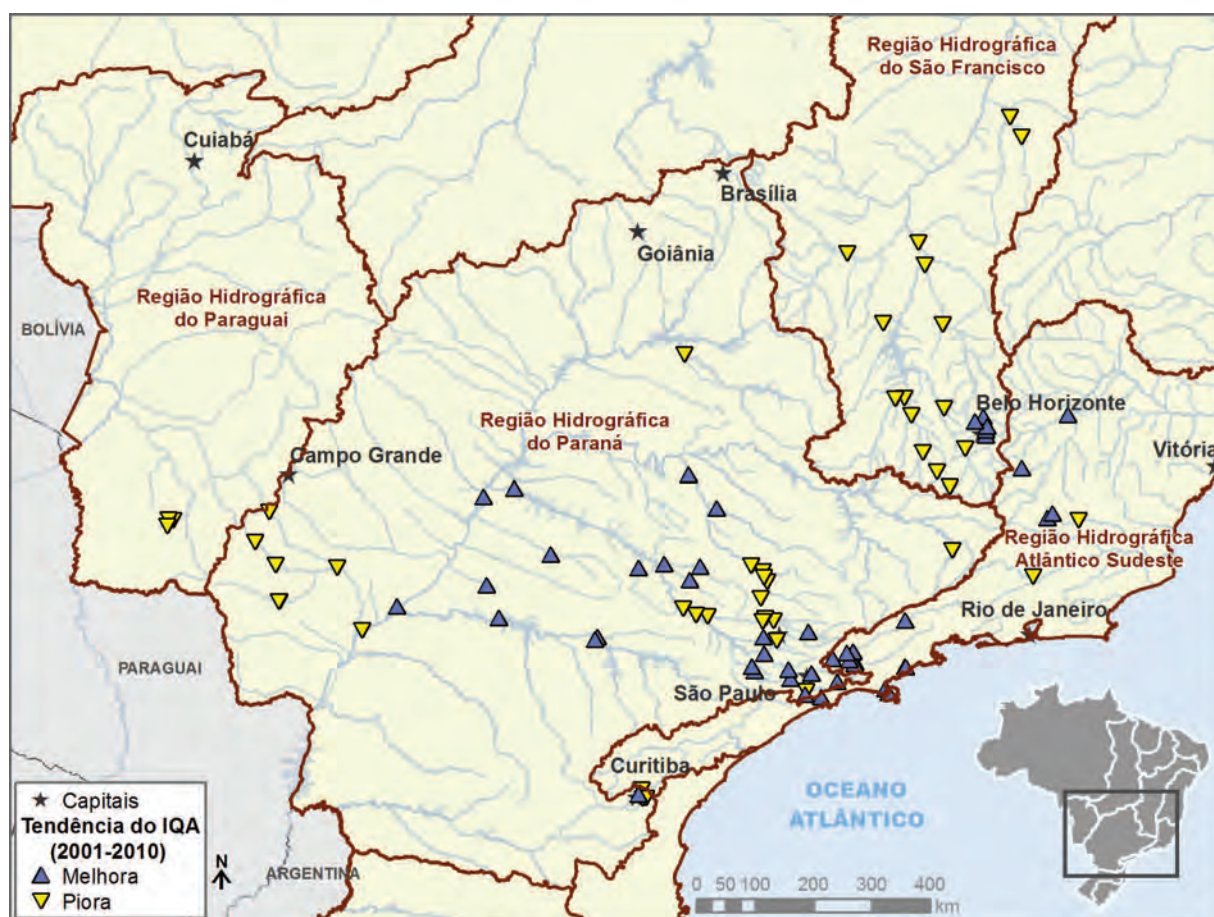 Região Hidrográfica
do São Francisco
Cuiabá
Brasília
Goiânia
Região Hidrográfica
do Paraguai
BOLÍVIA
Belo Horizonte
Região Hidrográfica
do Paraná
Campo Grande
Vitória
Região Hidrográfica
Atlântico Sudeste
Rio de Janeiro
PARAGUAI
São Paulo
Curitiba
OCEANO
ATLÂNTICO
Capitais
Tendência do IQA
(2001-2010)
Melhora
Piora
N
ARGENTINA
0 50 100 200 300 400
km